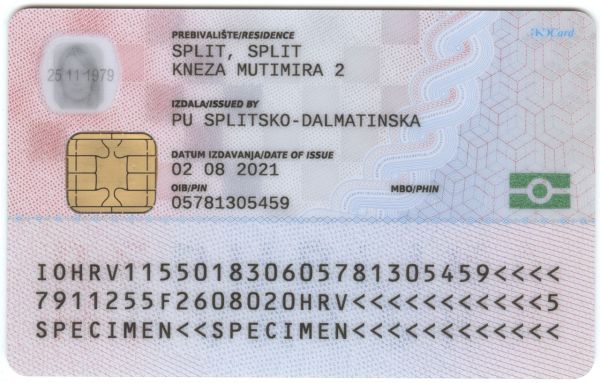 PREBIVALIŠTE/RESIDENCE
SPLIT, SPLIT
KNEZA MUTIMIRA 2
25 11 1979
IZDALA/ISSUED BY
PU SPLITSKO-DALMATINSKA
DATUM IZDAVANJA/DATE OF ISSUE
02 08 2021
OIB/PIN MBO/PHIN
05781305459
IOHRV115501830605781305459<<<<
7911255F2608020HRV<<<<<<<<<<<5
SPECIMEN<<SPECIMEN<<<<<<<<<<<<